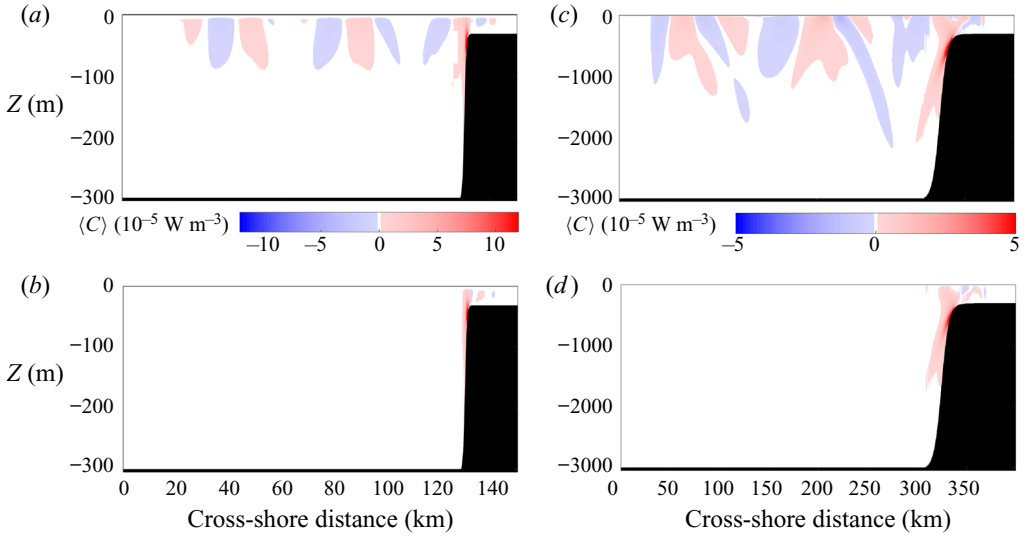 (a)
(c)
0
−100
−200
−300
Z (m)
0
−1000
−2000
−3000
⟨C⟩ (10−5 W m−3)
−10
−5
0
5
10
⟨C⟩ (10−5 W m−3)
−5
0
5
(b)
(d)
0
−100
−200
−300
Z (m)
0
−1000
−2000
−3000
0 20 40 60 80 100 120 140
0 50 100 150 200 250 300 350
Cross-shore distance (km)
Cross-shore distance (km)